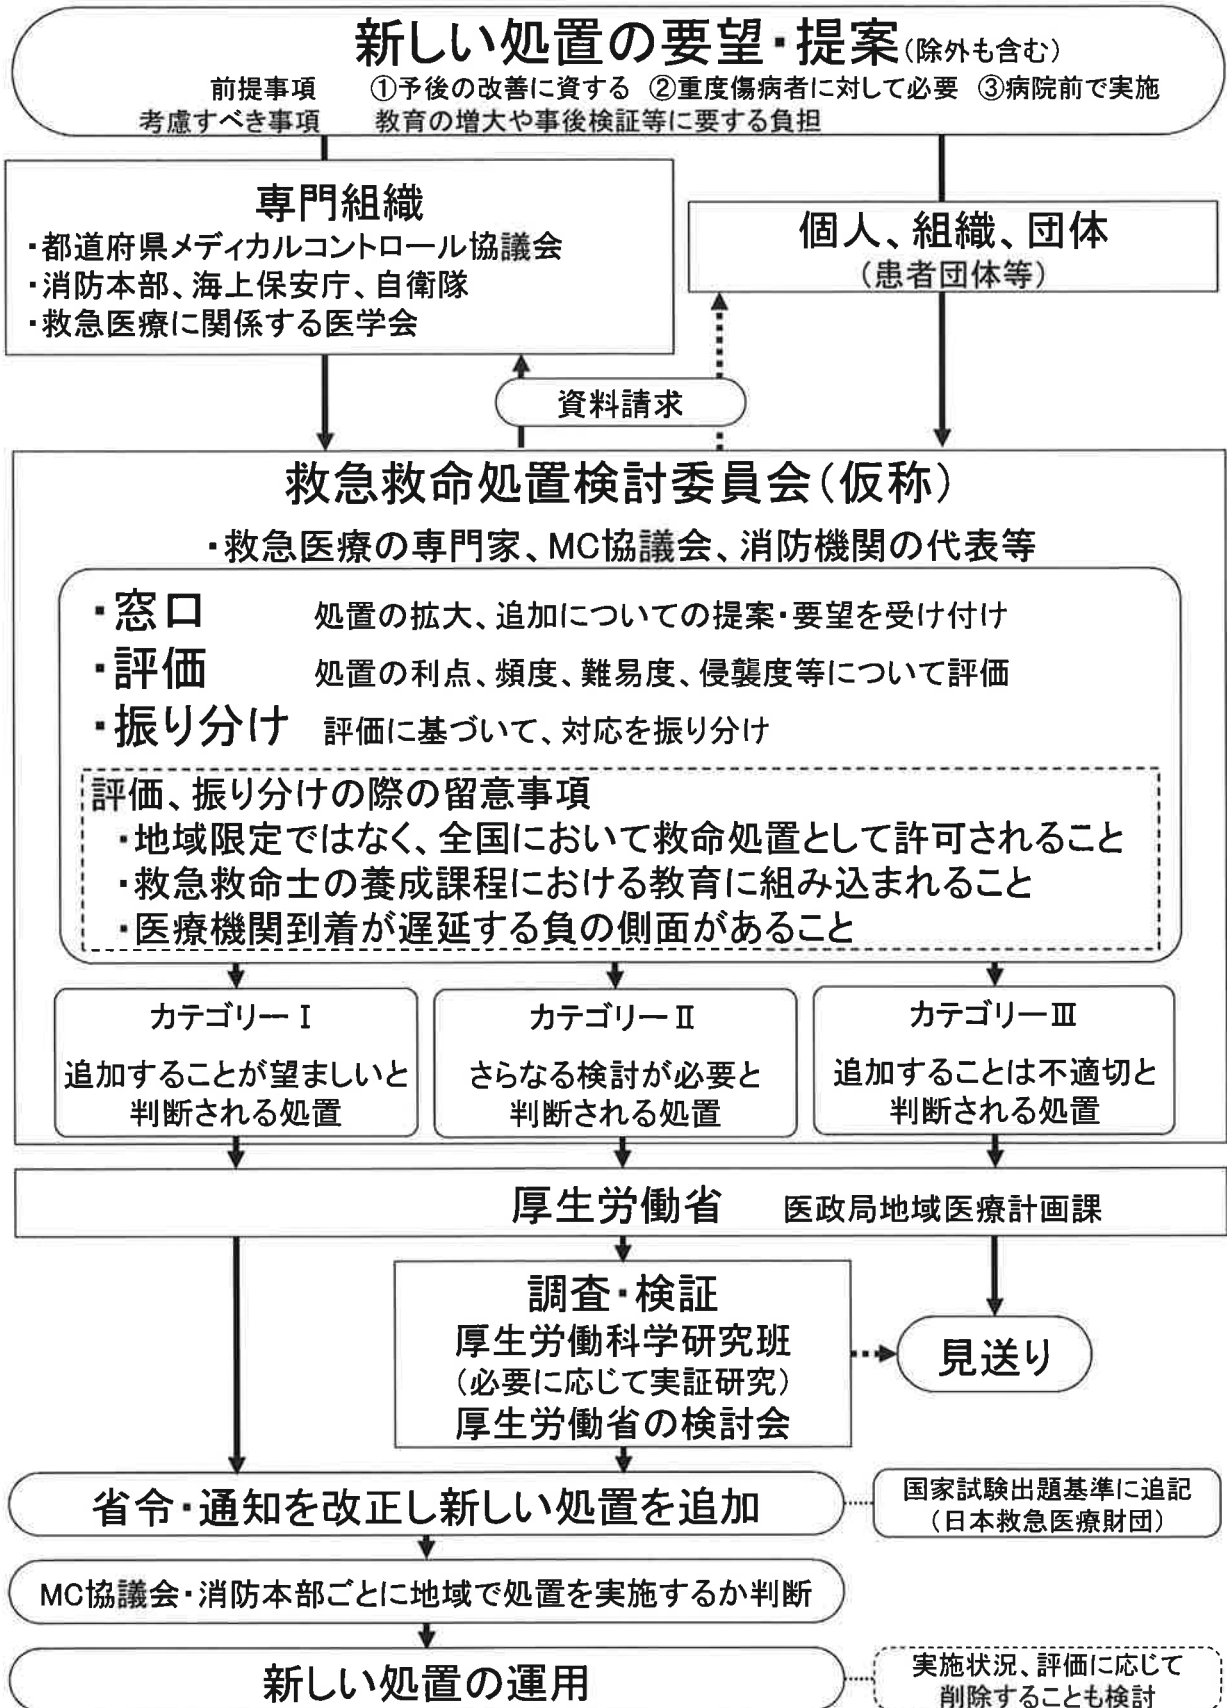 新しい処置の要望・提案(除外も含む)
前提事項 ①予後の改善に資する ②重度傷病者に対して必要 ③病院前で実施
考慮すべき事項 教育の増大や事後検証等に要する負担
専門組織
・都道府県メディカルコントロール協議会
・消防本部、海上保安庁、自衛隊
・救急医療に関係する医学会
個人、組織、団体
(患者団体等)
資料請求
救急救命処置検討委員会(仮称)
・救急医療の専門家、MC協議会、消防機関の代表等
・窓口 処置の拡大、追加についての提案・要望を受け付け
・評価 処置の利点、頻度、難易度、侵襲度等について評価
・振り分け 評価に基づいて、対応を振り分け
評価、振り分けの際の留意事項
・地域限定ではなく、全国において救命処置として許可されること
・救急救命士の養成課程における教育に組み込まれること
・医療機関到着が遅延する負の側面があること
カテゴリーⅠ
追加することが望ましいと
判断される処置
カテゴリーⅡ
さらなる検討が必要と
判断される処置
カテゴリーⅢ
追加することは不適切と
判断される処置
厚生労働省 医政局地域医療計画課
調査・検証
厚生労働科学研究班
(必要に応じて実証研究)
厚生労働省の検討会
見送り
省令・通知を改正し新しい処置を追加
国家試験出題基準に追記
(日本救急医療財団)
MC協議会・消防本部ごとに地域で処置を実施するか判断
新しい処置の運用
実施状況、評価に応じて
削除することも検討